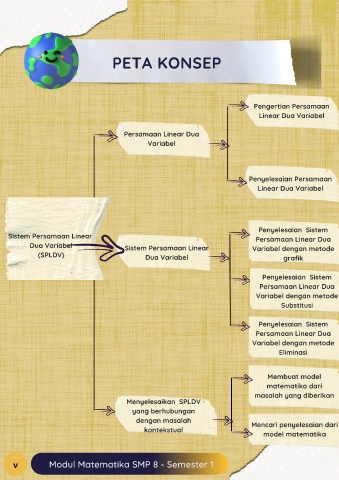 PETA KONSEP
Pengertian Persamaan
Linear Dua Variabel
Persamaan Linear Dua
Variabel
Penyelesaian Persamaan
Linear Dua Variabel
Sistem Persamaan Linear
Dua Variabel
(SPLDV)
Sistem Persamaan Linear
Dua Variabel
Penyelesaian Sistem
Persamaan Linear Dua
Variabel dengan metode
grafik
Penyelesaian Sistem
Persamaan Linear Dua
Variabel dengan metode
Substitusi
Penyelesaian Sistem
Persamaan Linear Dua
Variabel dengan metode
Eliminasi
Menyelesaikan SPLDV
yang berhubungan
dengan masalah
kontekstual
Membuat model
matematika dari
masalah yang diberikan
Mencari penyelesaian dari
model matematika
v
Modul Matematika SMP 8 - Semester 1